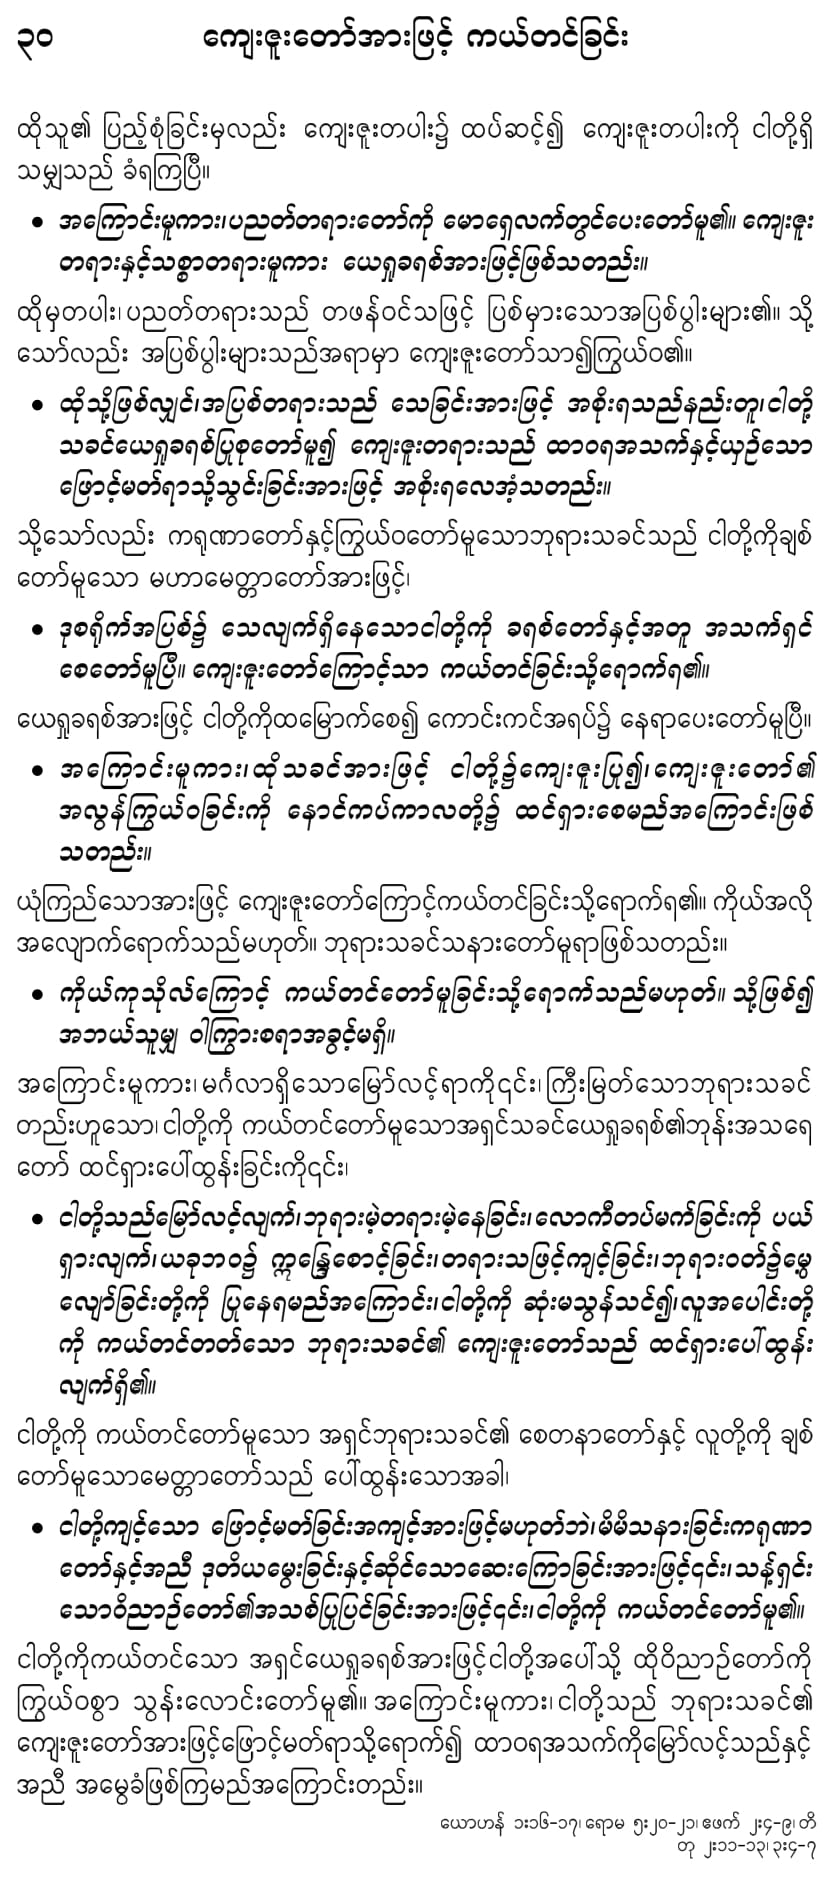 ၃၀ ကျေးဇူးတော်အားဖြင့် ကယ်တင်ခြင်း
ထိုသူ၏ ပြည့်စုံခြင်းမှလည်း ကျေးဇူးတပါး၌ ထပ်ဆင့်၍ ကျေးဇူးတပါးကို ငါတို့ရှိ
သမျှသည် ခံရကြပြီ။
• အကြောင်းမူကား၊ ပညတ်တရားတော်ကို မောရှေလက်တွင်ပေးတော်မူ၏။ ကျေးဇူး
တရားနှင့်သစ္စာတရားမူကား ယေရှုခရစ်အားဖြင့်ဖြစ်သတည်း။
ထိုမှတပါး၊ ပညတ်တရားသည် တဖန်ဝင်သဖြင့် ပြစ်မှားသောအပြစ်ပွါးများ၏။ သို့
သော်လည်း အပြစ်ပွါးများသည်အရာမှာ ကျေးဇူးတော်သာ၍ကြွယ်ဝ၏။
• ထိုသို့ဖြစ်လျှင်၊ အပြစ်တရားသည် သေခြင်းအားဖြင့် အစိုးရသည်နည်းတူ၊ ငါတို့
သခင်ယေရှုခရစ်ပြုစုတော်မူ၍ ကျေးဇူးတရားသည် ထာဝရအသက်နှင့်ယှဉ်သော
ဖြောင့်မတ်ရာသို့သွင်းခြင်းအားဖြင့် အစိုးရလေအံ့သတည်း။
သို့သော်လည်း ကရုဏာတော်နှင့်ကြွယ်ဝတော်မူသောဘုရားသခင်သည် ငါတို့ကိုချစ်
တော်မူသော မဟာမေတ္တာတော်အားဖြင့်၊
• ဒုစရိုက်အပြစ်၌ သေလျက်ရှိနေသောငါတို့ကို ခရစ်တော်နှင့်အတူ အသက်ရှင်
စေတော်မူပြီ။ ကျေးဇူးတော်ကြောင့်သာ ကယ်တင်ခြင်းသို့ရောက်ရ၏။
ယေရှုခရစ်အားဖြင့် ငါတို့ကိုထမြောက်စေ၍ ကောင်းကင်အရပ်၌ နေရာပေးတော်မူပြီ။
• အကြောင်းမူကား၊ ထိုသခင်အားဖြင့် ငါတို့၌ကျေးဇူးပြု၍၊ ကျေးဇူးတော်၏
အလွန်ကြွယ်ဝခြင်းကို နောင်ကပ်ကာလတို့၌ ထင်ရှားစေမည်အကြောင်းဖြစ်
သတည်း။
ယုံကြည်သောအားဖြင့် ကျေးဇူးတော်ကြောင့်ကယ်တင်ခြင်းသို့ရောက်ရ၏။ ကိုယ်အလို
အလျောက်ရောက်သည်မဟုတ်။ ဘုရားသခင်သနားတော်မူရာဖြစ်သတည်း။
• ကိုယ်ကုသိုလ်ကြောင့် ကယ်တင်တော်မူခြင်းသို့ရောက်သည်မဟုတ်။ သို့ဖြစ်၍
အဘယ်သူမျှ ဝါကြွားစရာအခွင့်မရှိ။
အကြောင်းမူကား၊ မင်္ဂလာရှိသောမြော်လင့်ရာကို၎င်း၊ ကြီးမြတ်သောဘုရားသခင်
တည်းဟူသော၊ ငါတို့ကို ကယ်တင်တော်မူသောအရှင်သခင်ယေရှုခရစ်၏ဘုန်းအသရေ
တော် ထင်ရှားပေါ်ထွန်းခြင်းကို၎င်း၊
• ငါတို့သည်မြော်လင့်လျက်၊ ဘုရားမဲ့တရားမဲ့နေခြင်း၊ လောကီတပ်မက်ခြင်းကို ပယ်
ရှားလျက်၊ ယခုဘဝ၌ ဣန္ဒြေစောင့်ခြင်း၊ တရားသဖြင့်ကျင့်ခြင်း၊ ဘုရားဝတ်၌မွေ့
လျော်ခြင်းတို့ကို ပြုနေရမည်အကြောင်း၊ ငါတို့ကို ဆုံးမသွန်သင်၍၊ လူအပေါင်းတို့
ကို ကယ်တင်တတ်သော ဘုရားသခင်၏ ကျေးဇူးတော်သည် ထင်ရှားပေါ်ထွန်း
လျက်ရှိ၏။
ငါတို့ကို ကယ်တင်တော်မူသော အရှင်ဘုရားသခင်၏ စေတနာတော်နှင့် လူတို့ကို ချစ်
တော်မူသောမေတ္တာတော်သည် ပေါ်ထွန်းသောအခါ၊
• ငါတို့ကျင့်သော ဖြောင့်မတ်ခြင်းအကျင့်အားဖြင့်မဟုတ်ဘဲ၊ မိမိသနားခြင်းကရုဏာ
တော်နှင့်အညီ ဒုတိယမွေးခြင်းနှင့်ဆိုင်သောဆေးကြောခြင်းအားဖြင့်၎င်း၊ သန့်ရှင်း
သောဝိညာဉ်တော်၏အသစ်ပြုပြင်ခြင်းအားဖြင့်၎င်း၊ ငါတို့ကို ကယ်တင်တော်မူ၏။
ငါတို့ကိုကယ်တင်သော အရှင်ယေရှုခရစ်အားဖြင့်ငါတို့အပေါ်သို့ ထိုဝိညာဉ်တော်ကို
ကြွယ်ဝစွာ သွန်းလောင်းတော်မူ၏။ အကြောင်းမူကား၊ ငါတို့သည် ဘုရားသခင်၏
ကျေးဇူးတော်အားဖြင့်ဖြောင့်မတ်ရာသို့ရောက်၍ ထာဝရအသက်ကိုမြော်လင့်သည်နှင့်
အညီ အမွေခံဖြစ်ကြမည်အကြောင်းတည်း။
ယောဟန် ၁း၁၆-၁၇၊ ရောမ ၅း၂၀-၂၁၊ ဧဖက် ၂း၄-၉၊ တိ
တု ၂း၁၁-၁၃၊ ၃း၄-၇